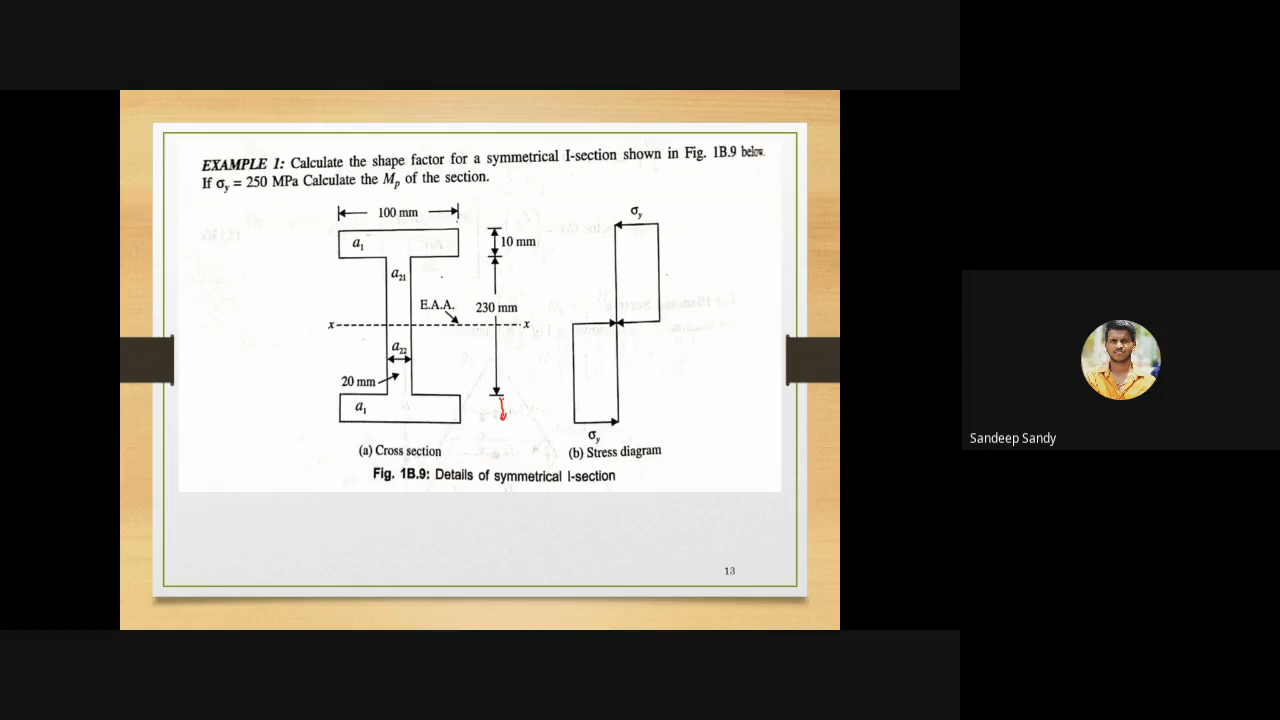 EXAMPLE 1: Calculate the shape factor for a symmetrical I-section shown in Fig. 1B.9 below.
If σy = 250 MPa Calculate the Mp of the section.
100 mm
σy
a1
10 mm
a21
E.A.A.
230 mm
x
x
a22
20 mm
a1
σy
(a) Cross section
(b) Stress diagram
Fig. 1B.9: Details of symmetrical I-section
13
Sandeep Sandy